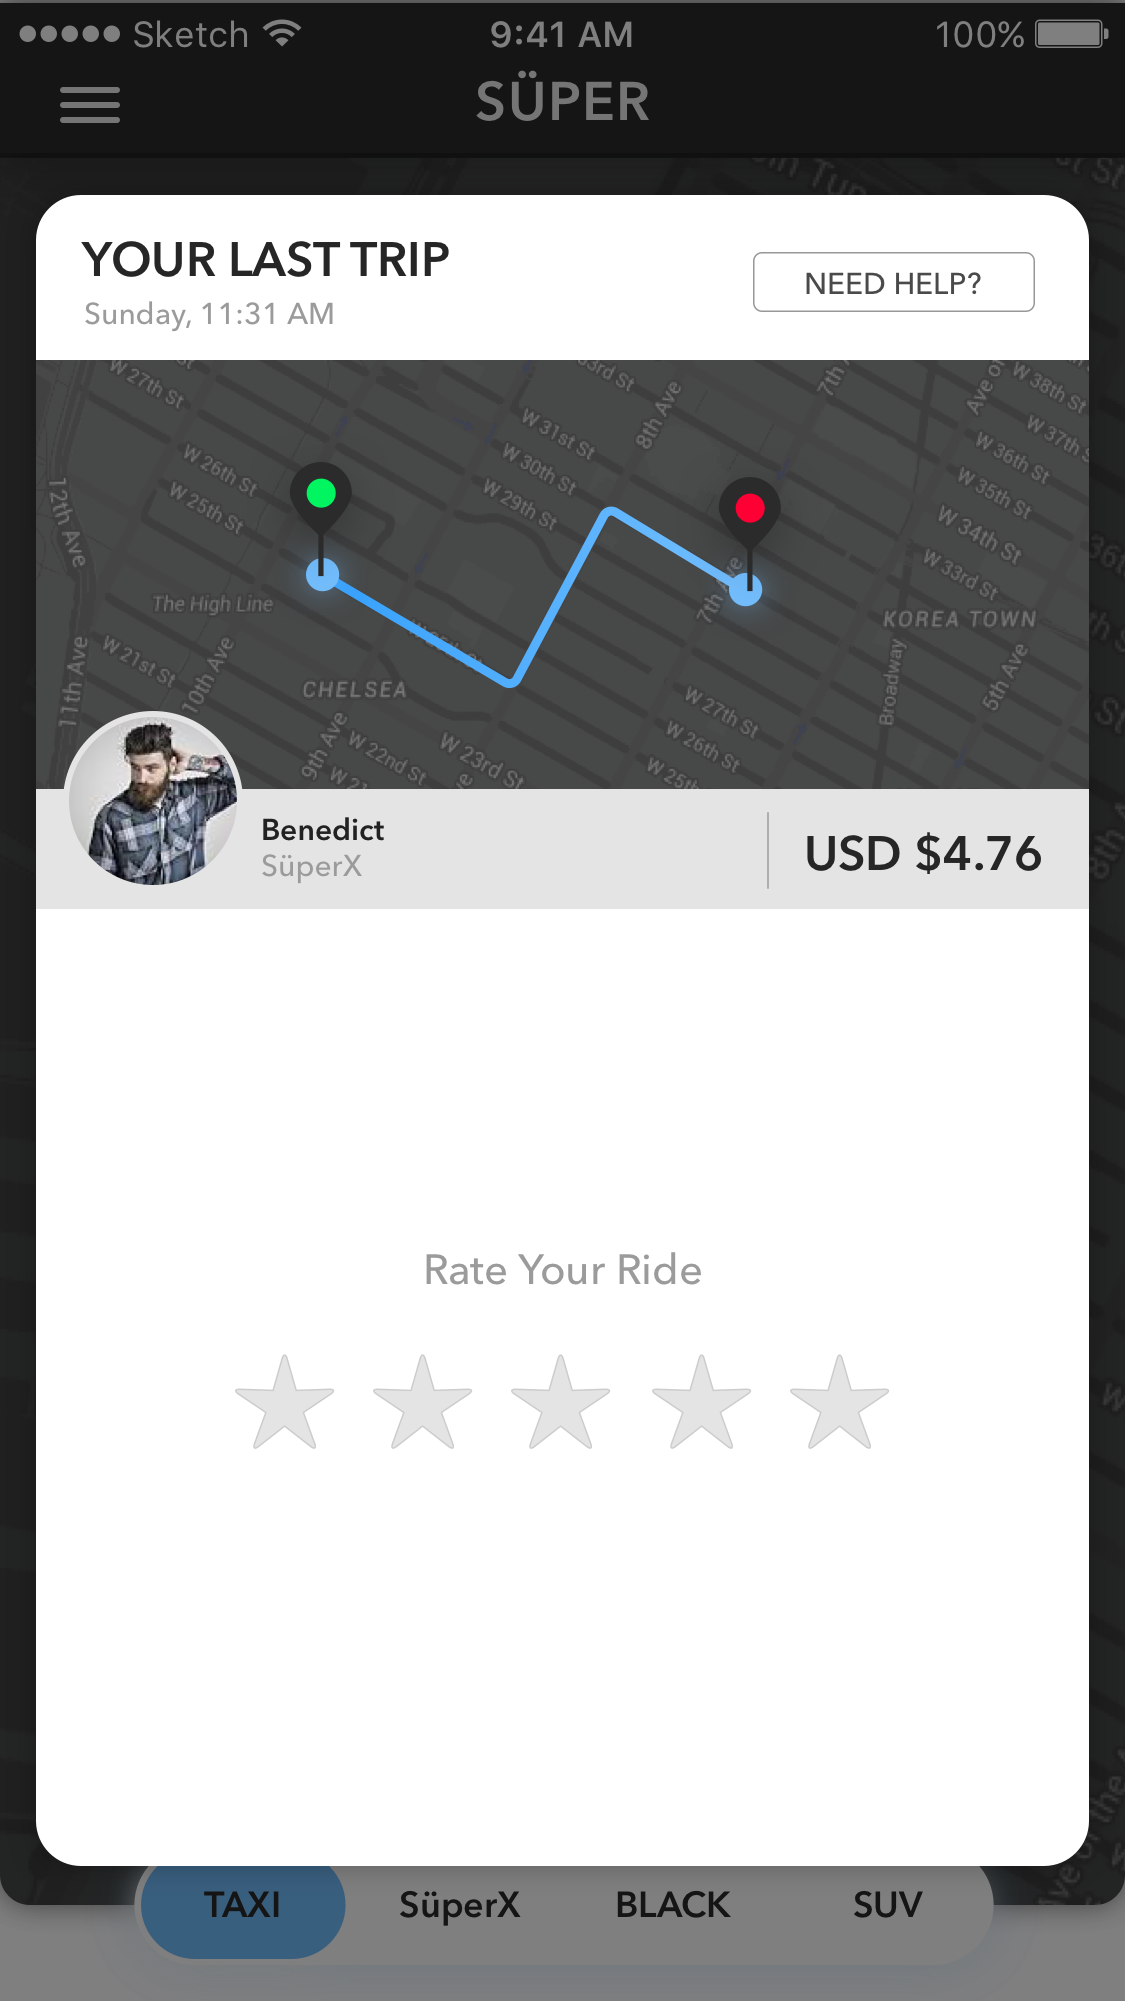 Sketch
9:41 AM
100%
SÜPER
YOUR LAST TRIP
Sunday, 11:31 AM
NEED HELP?
W 27th St
W 26th St
W 25th St
12th Ave
The High Line
W 21st St
10th Ave
11th Ave
CHELSEA
9th Ave
W 22nd St
W 23rd St
W 31st St
W 30th St
W 29th St
8th Ave
7th Ave
W 38th St
W 37th S
W 36th St
W 35th St
W 34th St
W 33rd St
KOREA TOWN
Broadway
5th Ave
W 27th St
W 26th St
W 25th
Benedict
SüperX
USD $4.76
Rate Your Ride
TAXI
SüperX
BLACK
SUV